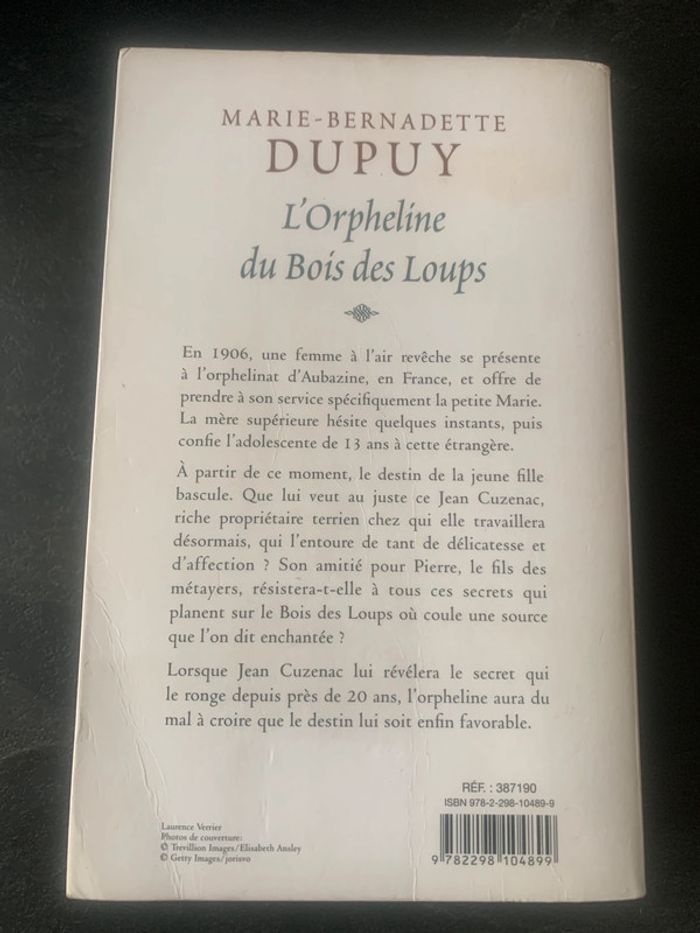 MARIE-BERNADETTE
DUPUY
L'Orpheline
du Bois des Loups
En 1906, une femme à l'air revêche se présente
à l'orphelinat d'Aubazine, en France, et offre de
prendre à son service spécifiquement la petite Marie.
La mère supérieure hésite quelques instants, puis
confie l'adolescente de 13 ans à cette étrangère.
À partir de ce moment, le destin de la jeune fille
bascule. Que lui veut au juste ce Jean Cuzenac,
riche propriétaire terrien chez qui elle travaillera
désormais, qui l'entoure de tant de délicatesse et
d'affection ? Son amitié pour Pierre, le fils des
métayers, résistera-t-elle à tous ces secrets qui
planent sur le Bois des Loups où coule une source
que l'on dit enchantée ?
Lorsque Jean Cuzenac lui révélera le secret qui
le ronge depuis près de 20 ans, l'orpheline aura du
mal à croire que le destin lui soit enfin favorable.
RÉF. : 387190
ISBN 978-2-298-10489-9
9 782298 104899
Laurence Verrier
Photos de couverture:
© Trevillion Images/Elisabeth Ansley
© Getty Images/jorisvo